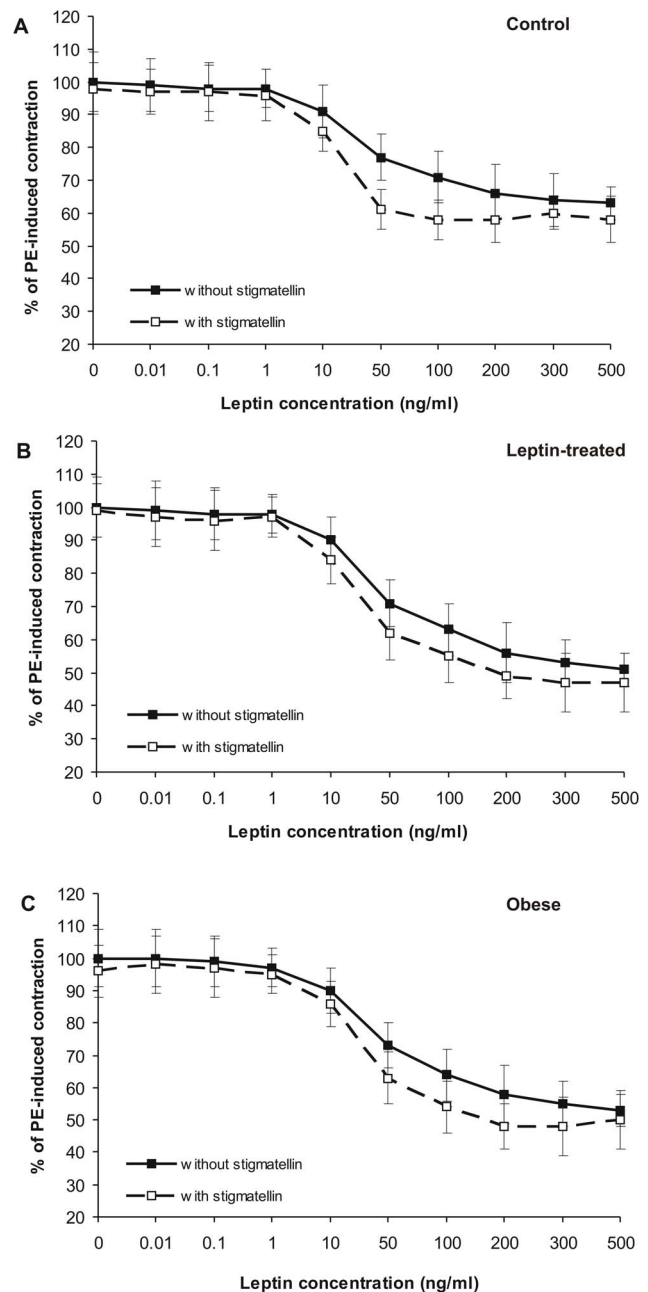 A
Control
120
110
100
90
80
70
60
50
40
30
20
% of PE-induced contraction
without stigmatellin
with stigmatellin
0 0.01 0.1 1 10 50 100 200 300 500
Leptin concentration (ng/ml)
B
Leptin-treated
120
110
100
90
80
70
60
50
40
30
20
% of PE-induced contraction
without stigmatellin
with stigmatellin
0 0.01 0.1 1 10 50 100 200 300 500
Leptin concentration (ng/ml)
C
Obese
120
110
100
90
80
70
60
50
40
30
20
% of PE-induced contraction
without stigmatellin
with stigmatellin
0 0.01 0.1 1 10 50 100 200 300 500
Leptin concentration (ng/ml)